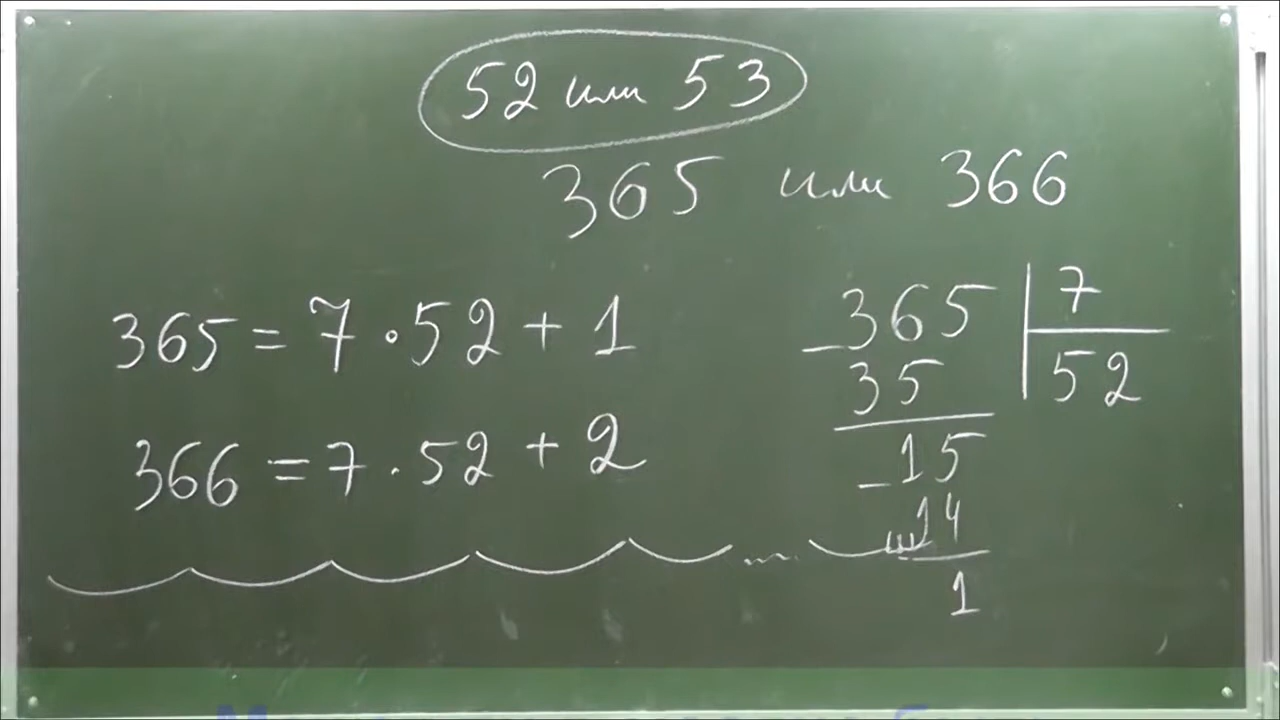 52 или 53
365 или 366
365 = 7 · 52 + 1
366 = 7 · 52 + 2
365 | 7
35 | 52
15
14
1